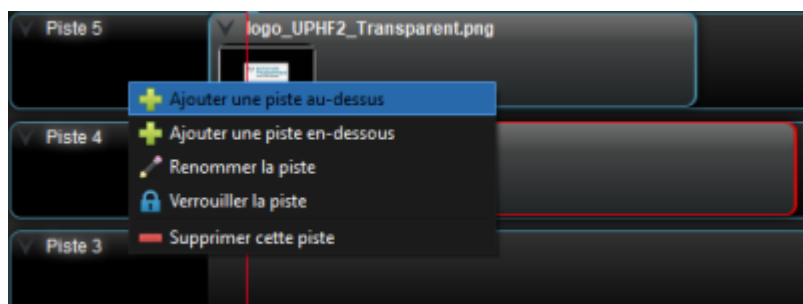 Piste 5
logo_UPHF2_Transparent.png
Ajouter une piste au-dessus
Piste 4
Ajouter une piste en-dessous
Renommer la piste
Verrouiller la piste
Piste 3
Supprimer cette piste